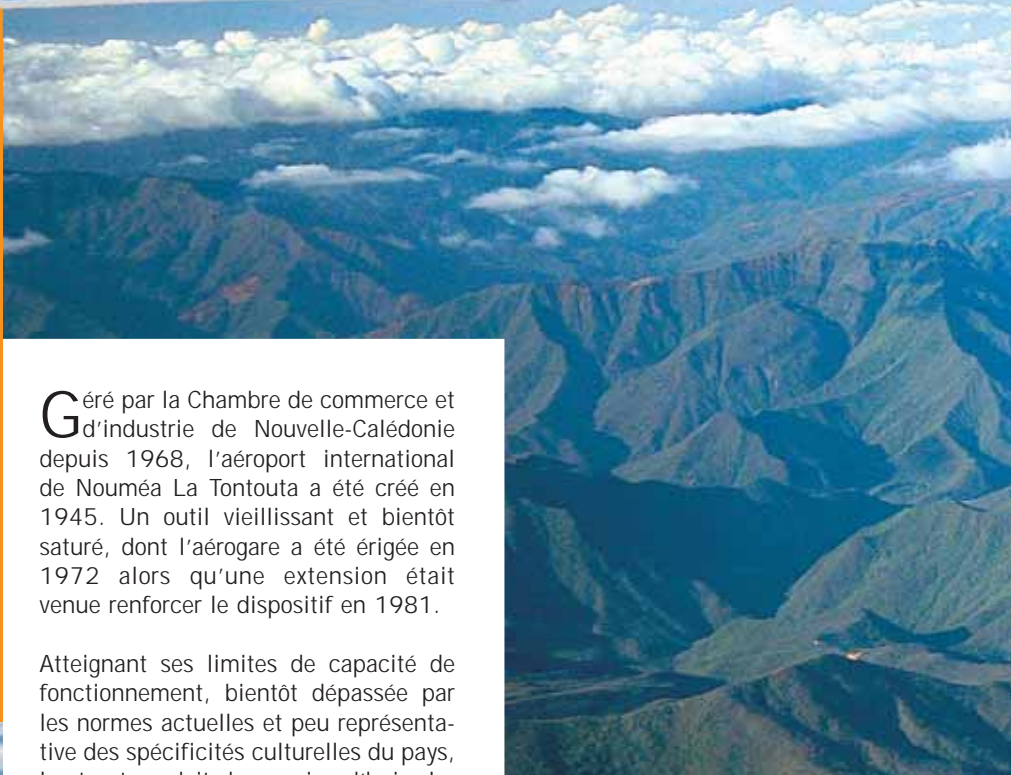 Géré par la Chambre de commerce et
d'industrie de Nouvelle-Calédonie
depuis 1968, l'aéroport international
de Nouméa La Tontouta a été créé en
1945. Un outil vieillissant et bientôt
saturé, dont l'aérogare a été érigée en
1972 alors qu'une extension était
venue renforcer le dispositif en 1981.
Atteignant ses limites de capacité de
fonctionnement, bientôt dépassée par
les normes actuelles et peu représenta-
tive des spécificités culturelles du pays,